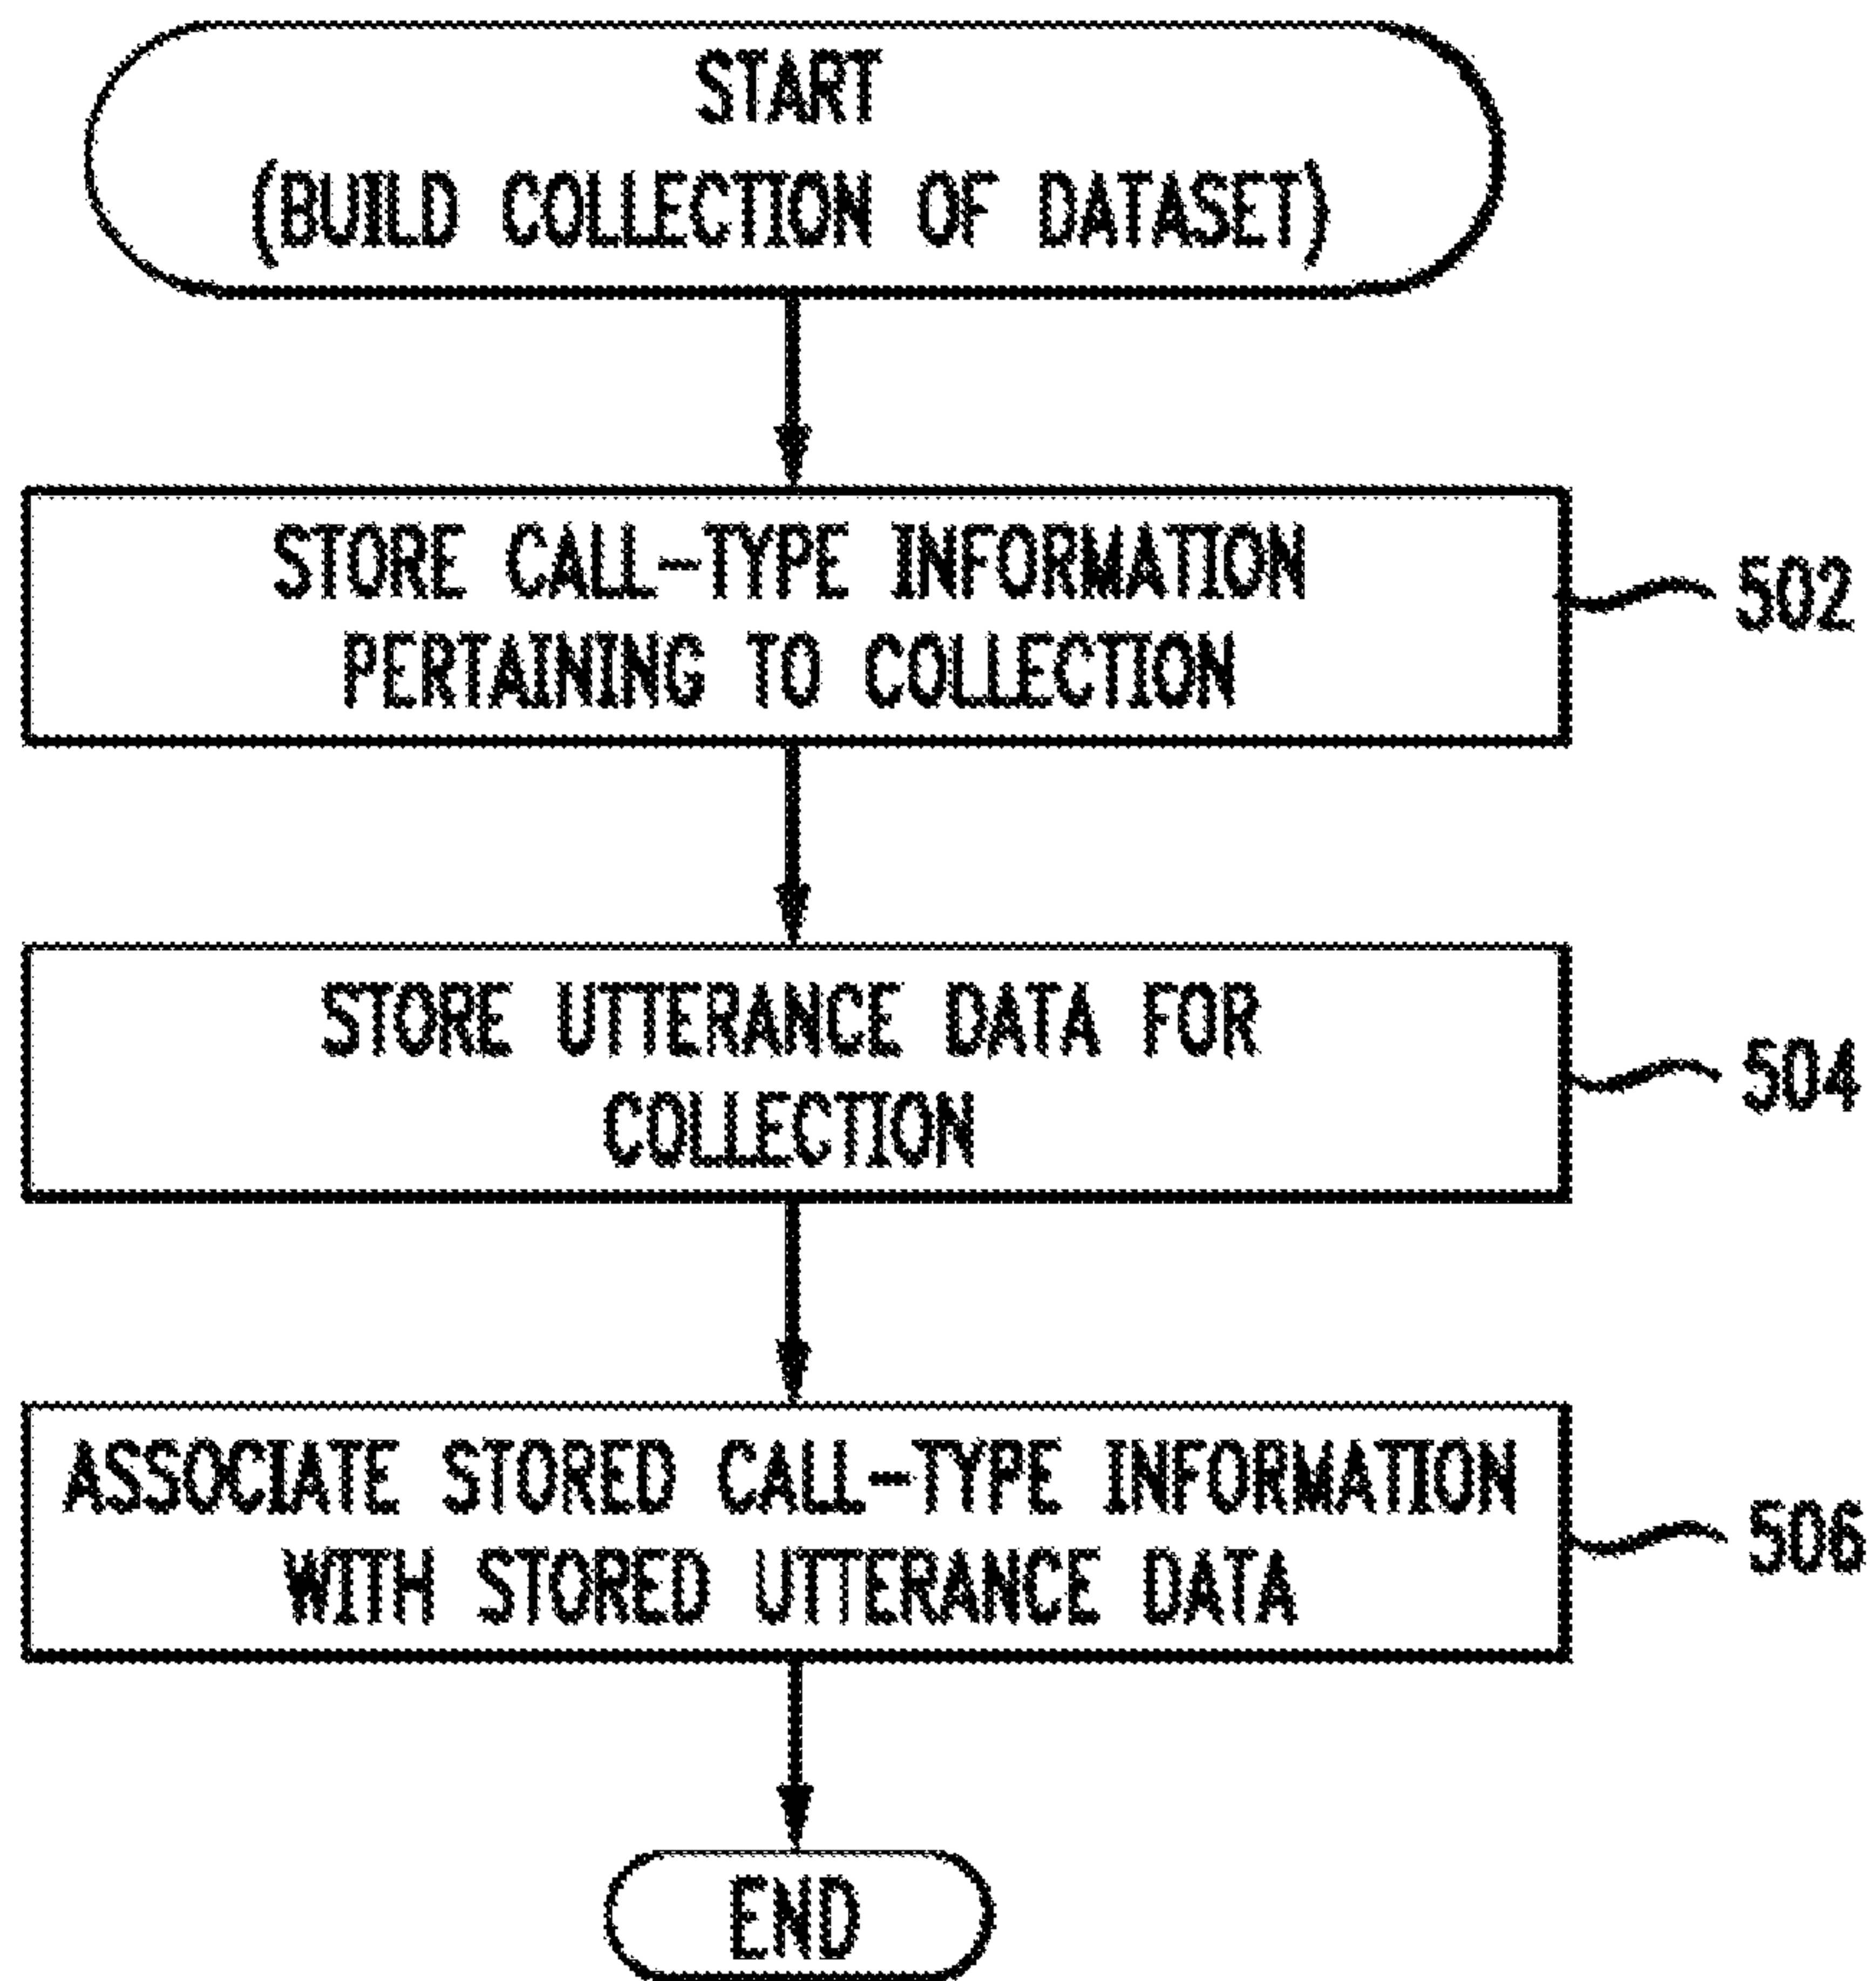 START
(BUILD COLLECTION OF DATASET)
STORE CALL-TYPE INFORMATION
PERTAINING TO COLLECTION
502
STORE UTTERANCE DATA FOR
COLLECTION
504
ASSOCIATE STORED CALL-TYPE INFORMATION
WITH STORED UTTERANCE DATA
506
END